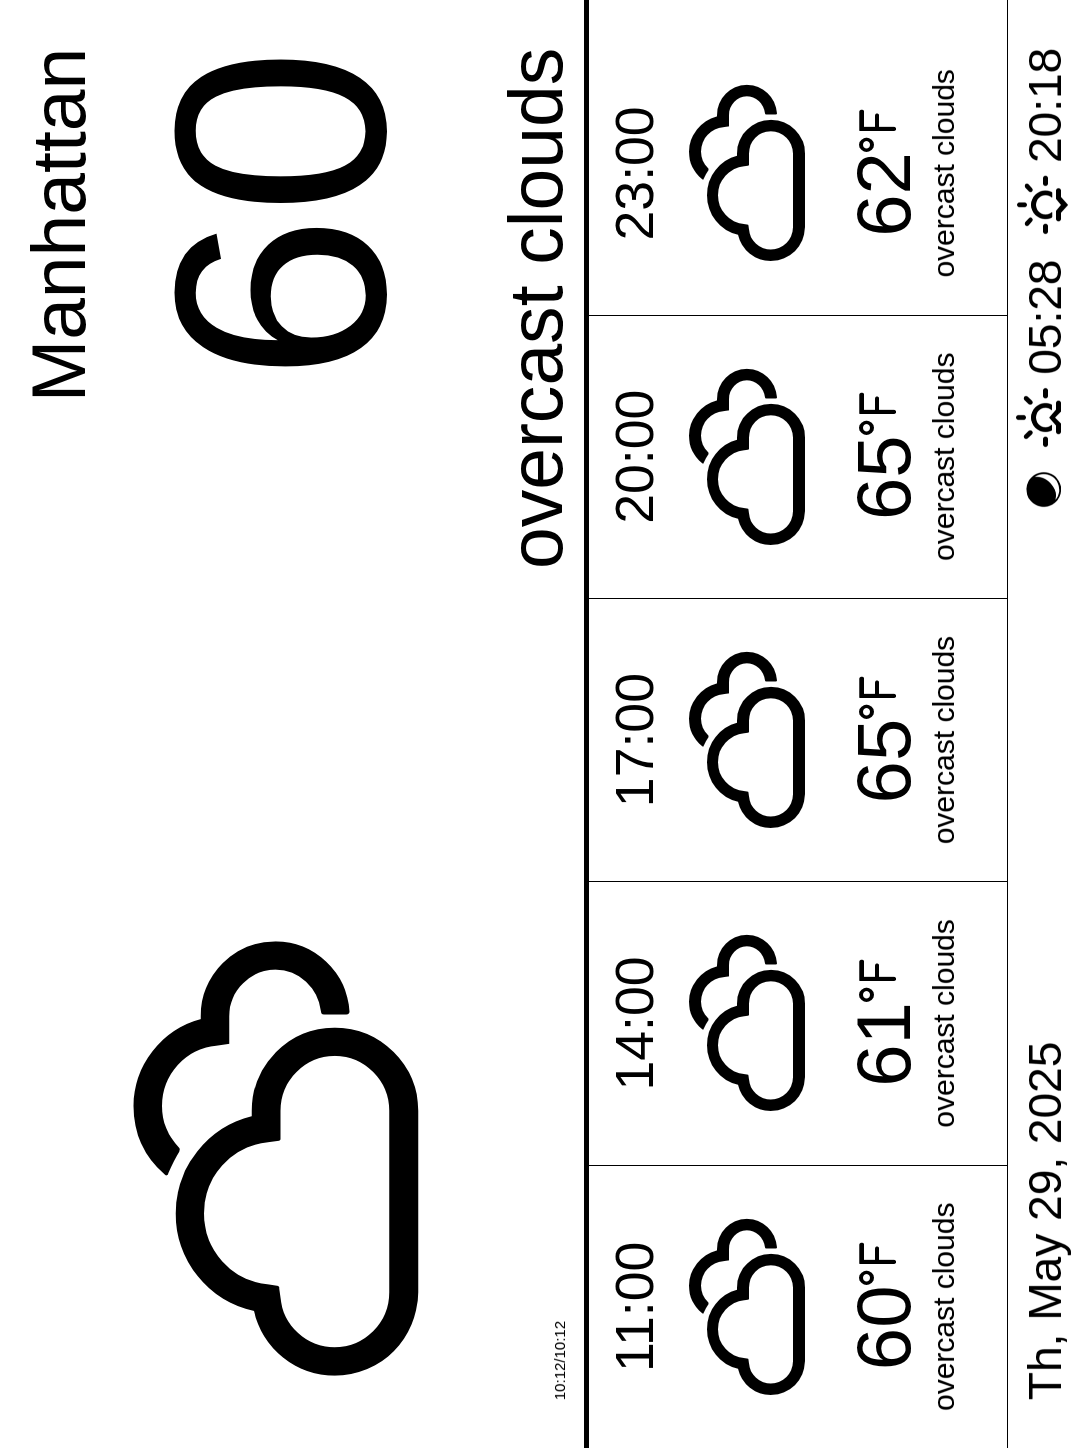 Manhattan
60
overcast clouds
10:12/10:12
11:00 14:00 17:00 20:00 23:00
60°F 61°F 65°F 65°F 62°F
overcast clouds overcast clouds overcast clouds overcast clouds overcast clouds
Th, May 29, 2025 05:28 20:18